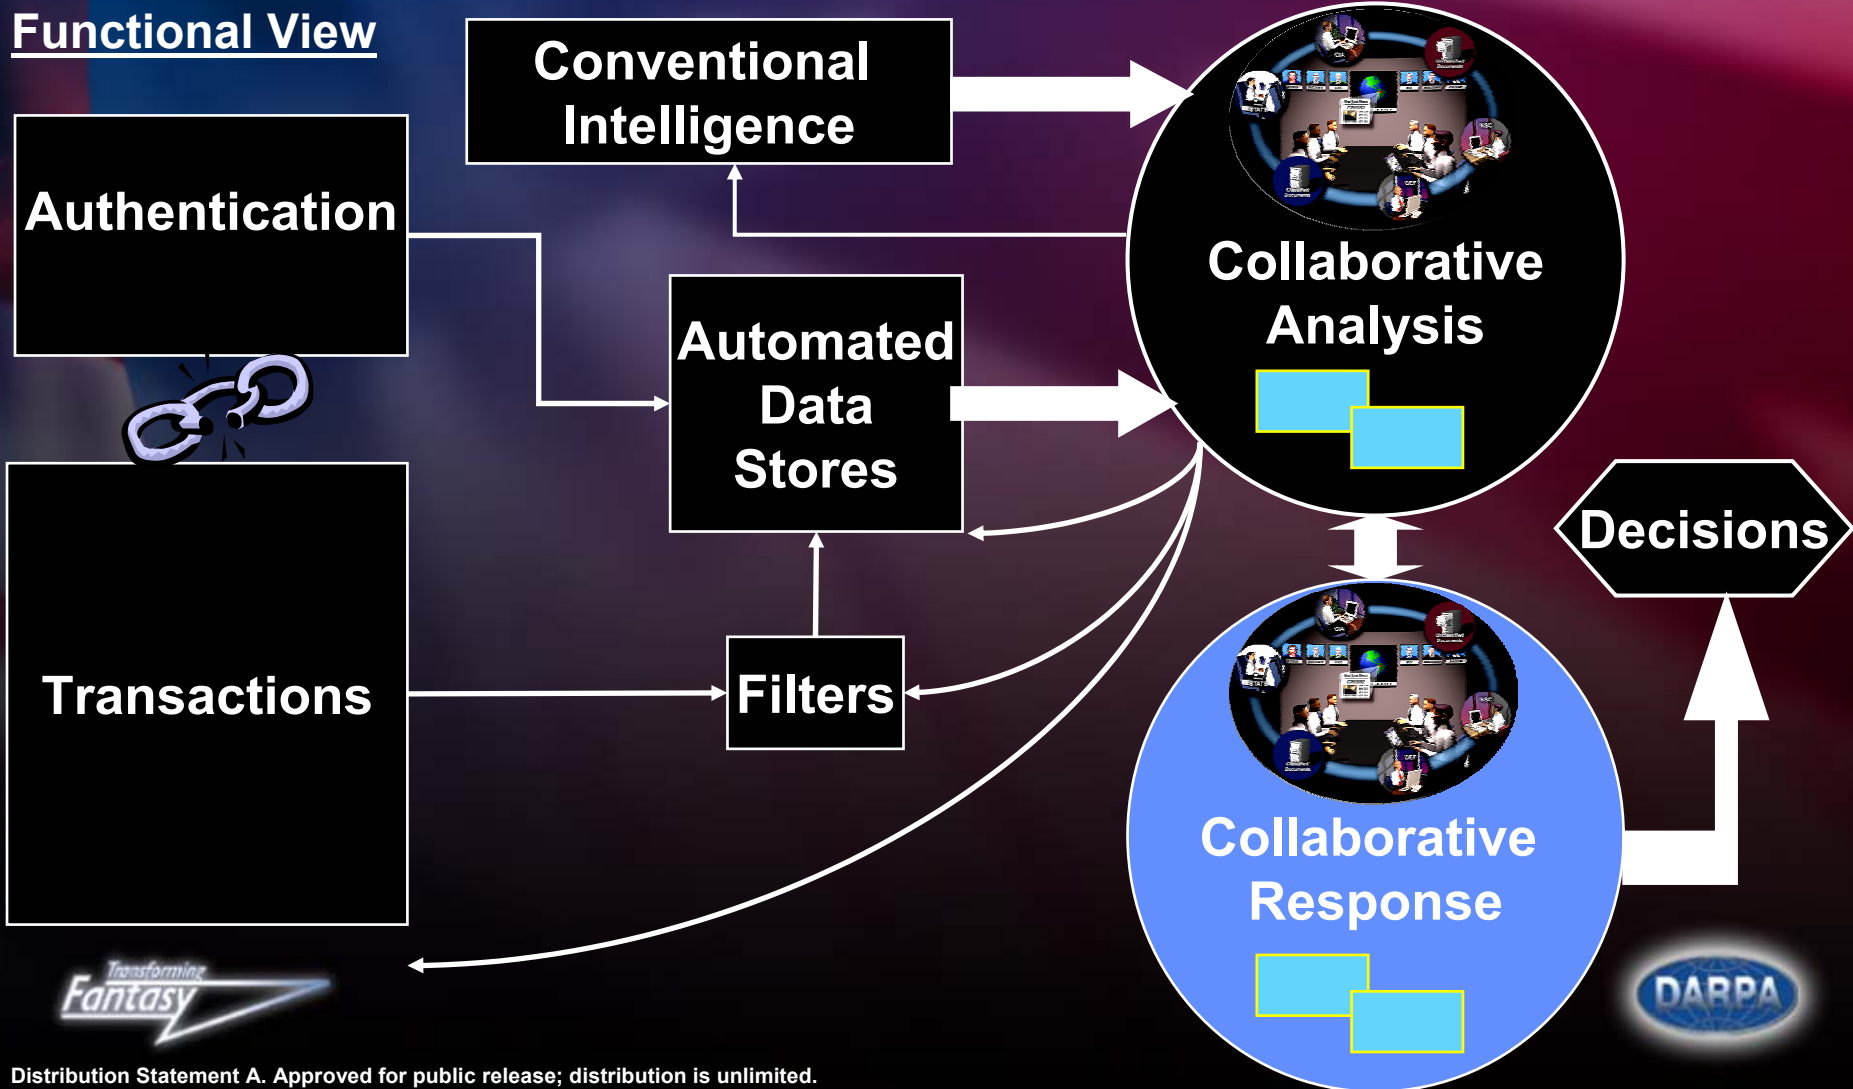 Functional View
Conventional
Intelligence
Authentication
Automated
Data
Stores
Collaborative
Analysis
Decisions
Transactions
Filters
Collaborative
Response
Transforming
Fantasy
DARPA
Distribution Statement A. Approved for public release; distribution is unlimited.